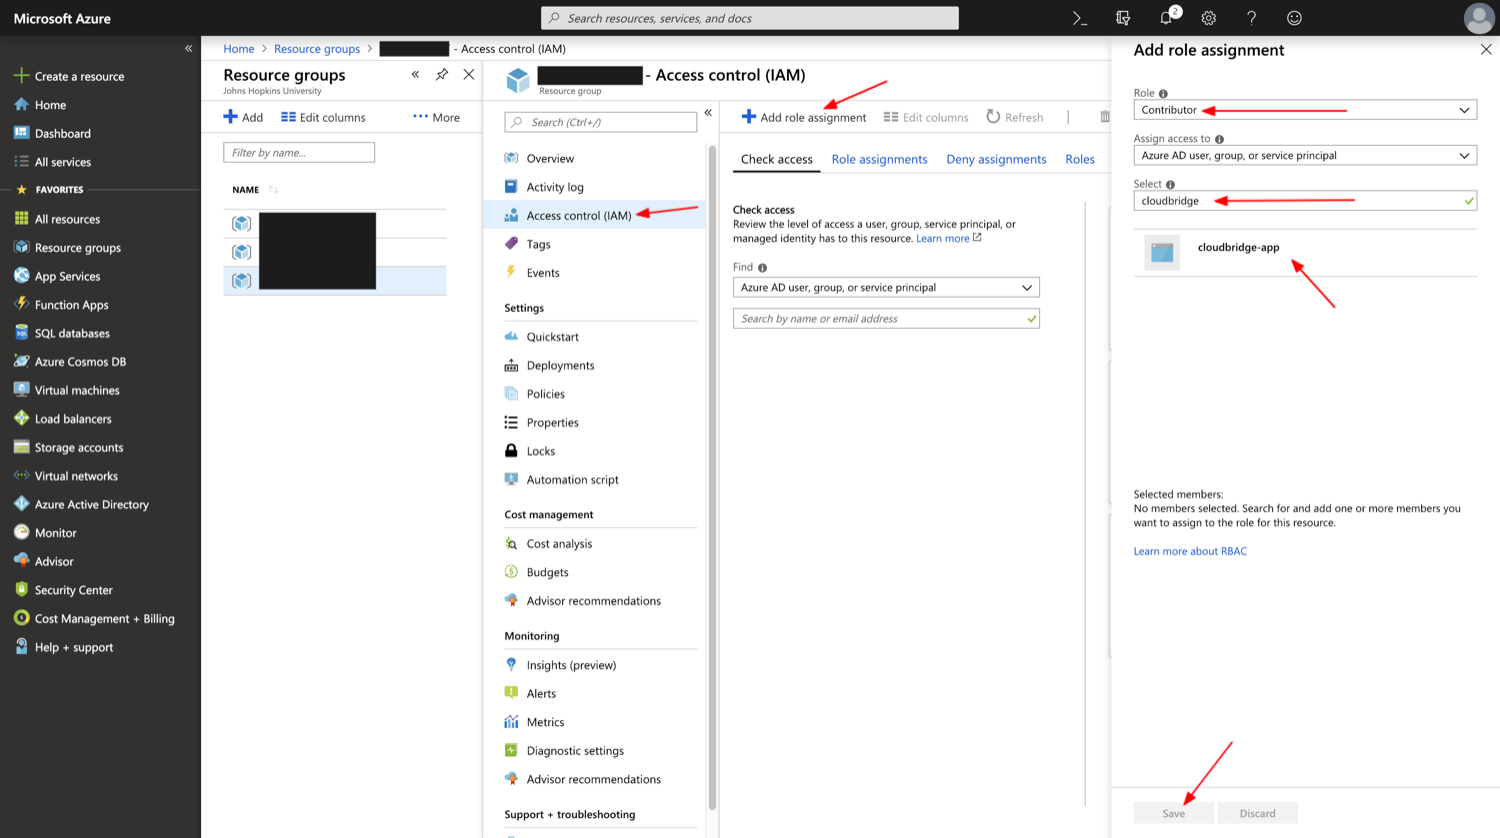 Microsoft Azure
Search resources, services, and docs
2
Create a resource
Home
Dashboard
All services
FAVORITES
All resources
Resource groups
App Services
Function Apps
SQL databases
Azure Cosmos DB
Virtual machines
Load balancers
Storage accounts
Virtual networks
Azure Active Directory
Monitor
Advisor
Security Center
Cost Management + Billing
Help + support
Home > Resource groups > - Access control (IAM)
Resource groups
Johns Hopkins University
Add
Edit columns
More
Filter by name...
NAME
- Access control (IAM)
Resource group
Search (Ctrl+/)
Overview
Activity log
Access control (IAM)
Tags
Events
Settings
Quickstart
Deployments
Policies
Properties
Locks
Automation script
Cost management
Cost analysis
Budgets
Advisor recommendations
Monitoring
Insights (preview)
Alerts
Metrics
Diagnostic settings
Advisor recommendations
Support + troubleshooting
Add role assignment
Edit columns
Refresh
Check access
Role assignments
Deny assignments
Roles
Check access
Review the level of access a user, group, service principal, or
managed identity has to this resource. Learn more
Find
Azure AD user, group, or service principal
Search by name or email address
Add role assignment
Role
Contributor
Assign access to
Azure AD user, group, or service principal
Select
cloudbridge
cloudbridge-app
Selected members:
No members selected. Search for and add one or more members you
want to assign to the role for this resource.
Learn more about RBAC
Save
Discard